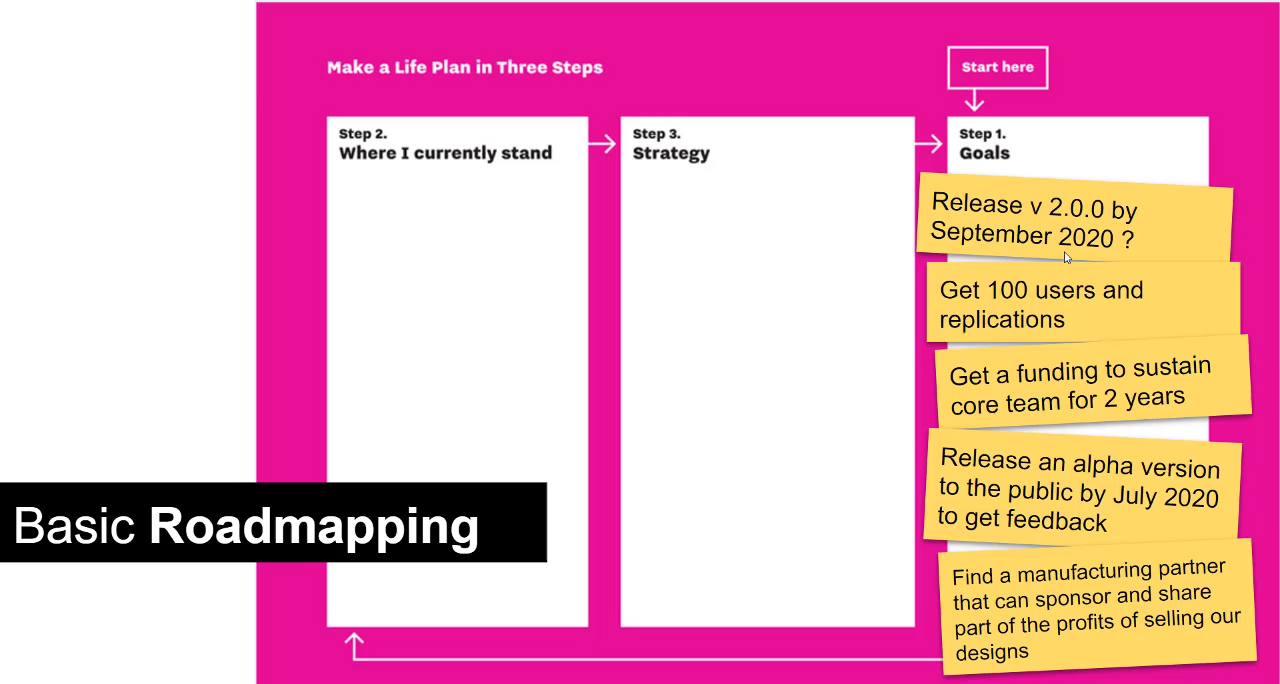 Make a Life Plan in Three Steps
Start here
Step 2.
Where I currently stand
Step 3.
Strategy
Step 1.
Goals
Release v 2.0.0 by
September 2020 ?
Get 100 users and
replications
Get a funding to sustain
core team for 2 years
Release an alpha version
to the public by July 2020
to get feedback
Find a manufacturing partner
that can sponsor and share
part of the profits of selling our
designs
Basic Roadmapping